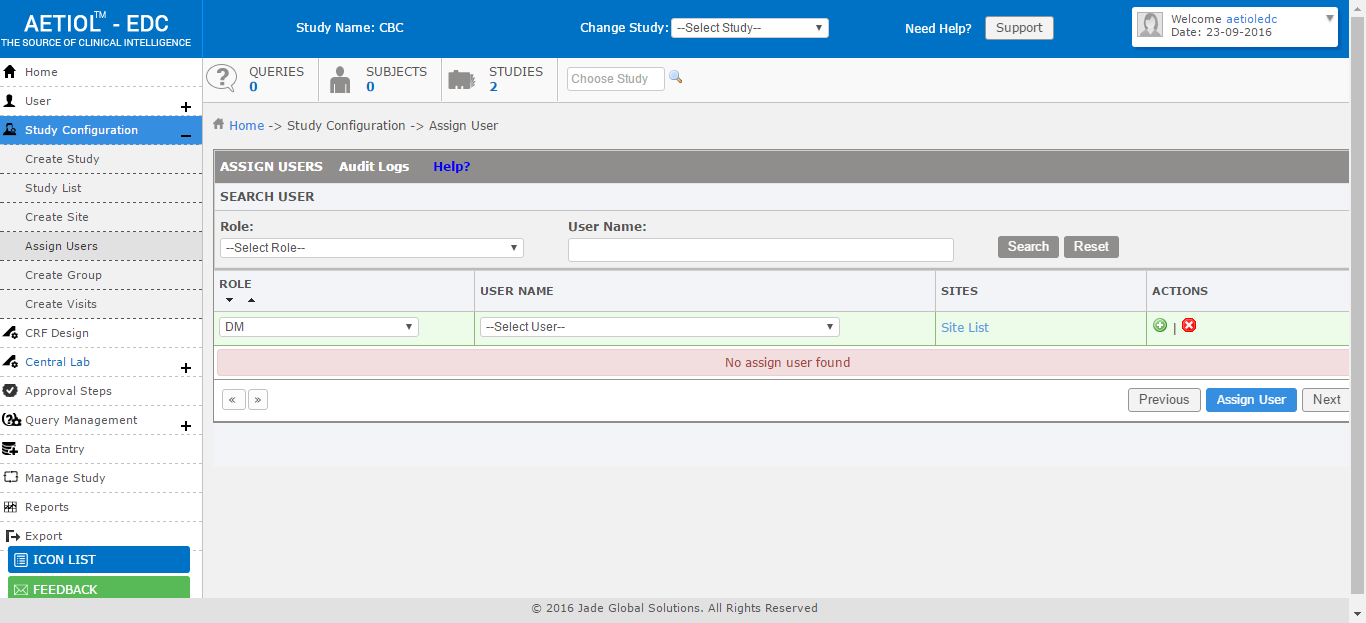 AETIOL™ - EDC
THE SOURCE OF CLINICAL INTELLIGENCE
Study Name: CBC
Change Study: --Select Study--
Need Help? Support
Welcome aetioledc
Date: 23-09-2016
Home
User
Study Configuration
Create Study
Study List
Create Site
Assign Users
Create Group
Create Visits
CRF Design
Central Lab
Approval Steps
Query Management
Data Entry
Manage Study
Reports
Export
ICON LIST
FEEDBACK
QUERIES
0
SUBJECTS
0
STUDIES
2
Choose Study
Home -> Study Configuration -> Assign User
ASSIGN USERS Audit Logs Help?
SEARCH USER
Role: User Name:
--Select Role-- Search Reset
ROLE USER NAME SITES ACTIONS
DM --Select User-- Site List |
No assign user found
« » Previous Assign User Next
© 2016 Jade Global Solutions. All Rights Reserved